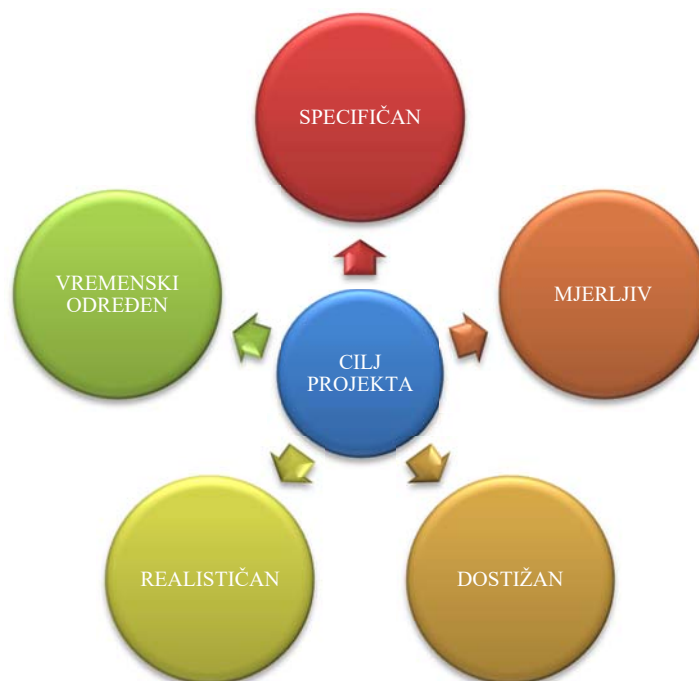 SPECIFIČAN
MJERLJIV
DOSTIŽAN
REALISTIČAN
VREMENSKI
ODREĐEN
CILJ
PROJEKTA